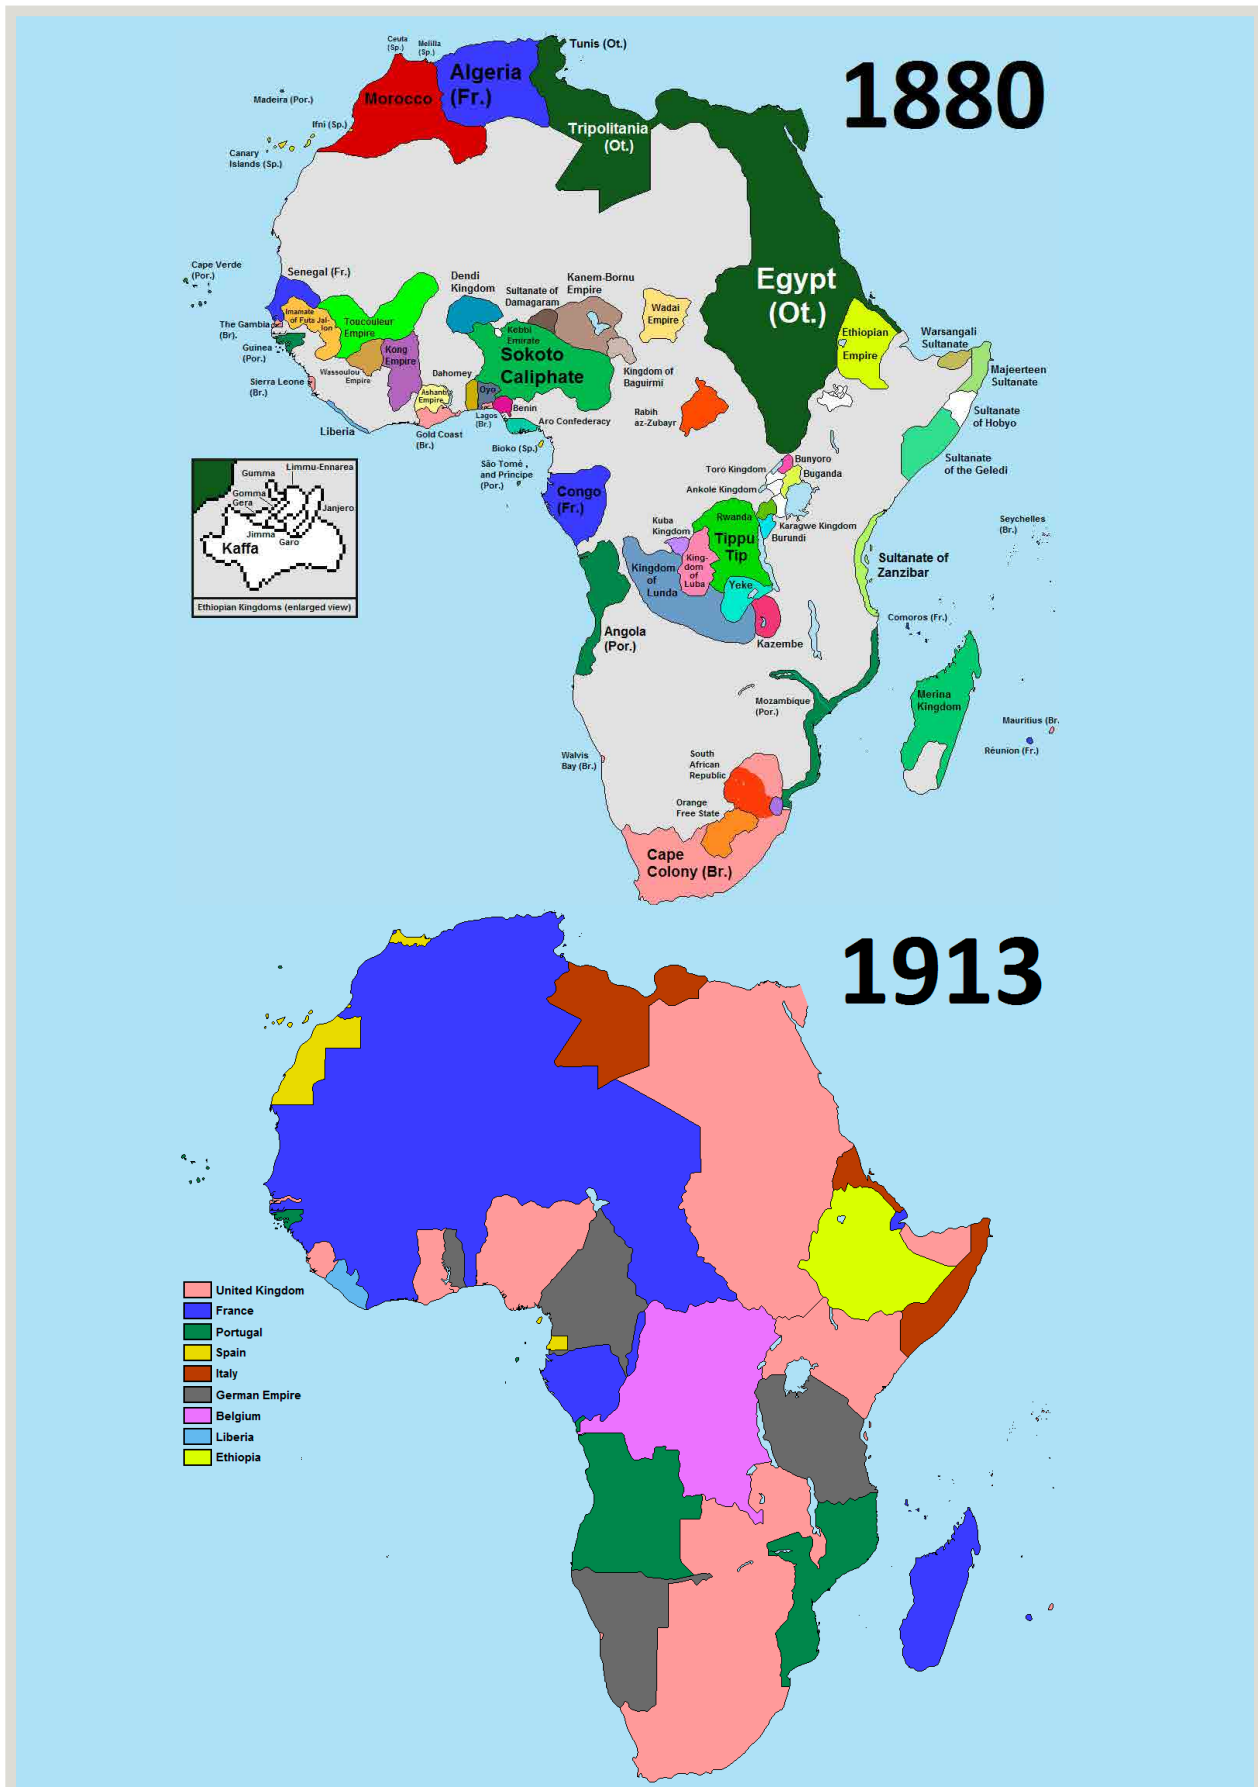 1880
Ceuta
(Sp.)
Melilla
(Sp.)
Tunis (Ot.)
Algeria
(Fr.)
Morocco
Madeira (Por.)
Ifni (Sp.)
Tripolitania
(Ot.)
Canary
Islands (Sp.)
Cape Verde
(Por.)
Senegal (Fr.)
Dendi
Kingdom
Sultanate of
Damagaram
Kanem-Bornu
Empire
Wadai
Empire
Egypt
(Ot.)
Imamate
of Futa Jal-
lon
The Gambia
(Br).
Toucouleur
Empire
Kebbi
Emirate
Ethiopian
Empire
Warsangali
Sultanate
Guinea
(Por.)
Kong
Empire
Sokoto
Caliphate
Majeerteen
Sultanate
Wassoulou
Empire
Dahomey
Kingdom of
Baguirmi
Sierra Leone
(Br.)
Ashanti
Empire
Oyo
Benin
Rabih
az-Zubayr
Sultanate
of Hobyo
Liberia
Gold Coast
(Br.)
Lagos
(Br.)
Aro Confederacy
Bioko (Sp.)
Sultanate
of the Geledi
São Tomé ,
and Príncipe
(Por.)
Toro Kingdom
Bunyoro
Buganda
Gumma
Limmu-Ennarea
Gomma
Gera
Janjero
Jimma
Garo
Kaffa
Ethiopian Kingdoms (enlarged view)
Congo
(Fr.)
Ankole Kingdom
Kuba
Kingdom
Rwanda
Karagwe Kingdom
Burundi
Seychelles
(Br.)
Tippu
Tip
King-
dom
of
Luba
Kingdom
of
Lunda
Yeke
Sultanate of
Zanzibar
Angola
(Por.)
Kazembe
Comoros (Fr.)
Mozambique
(Por.)
Merina
Kingdom
Mauritius (Br.
Réunion (Fr.)
Walvis
Bay (Br.)
South
African
Republic
Orange
Free State
Cape
Colony (Br.)
1913
United Kingdom
France
Portugal
Spain
Italy
German Empire
Belgium
Liberia
Ethiopia